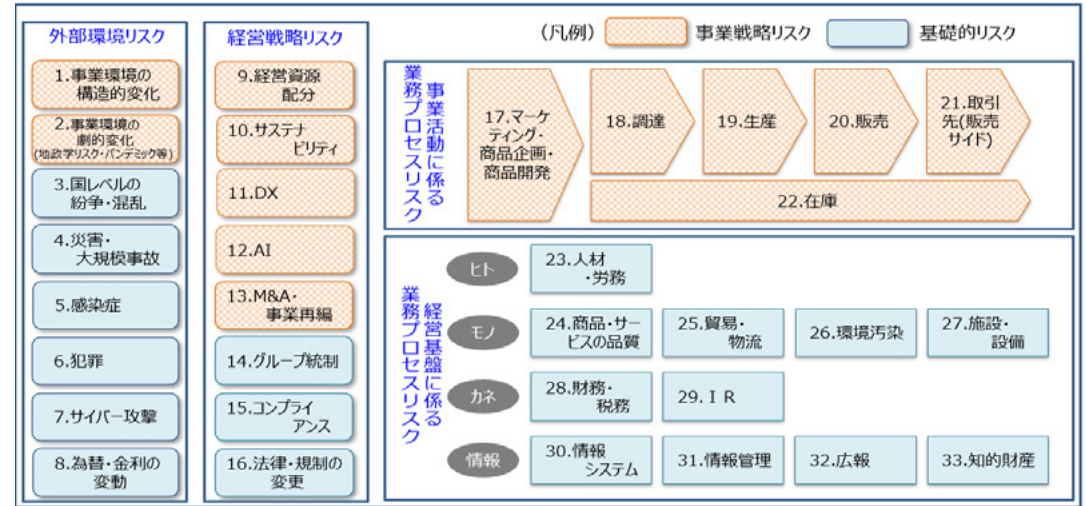 外部環境リスク
1.事業環境の
構造的変化
2.事業環境の
劇的変化
(地政学リスク・パンデミック等)
3.国レベルの
紛争・混乱
4.災害・
大規模事故
5.感染症
6.犯罪
7.サイバー攻撃
8.為替・金利の
変動
経営戦略リスク
9.経営資源
配分
10.サステナ
ビリティ
11.DX
12.AI
13.M&A・
事業再編
14.グループ統制
15.コンプライ
アンス
16.法律・規制の
変更
(凡例)
事業戦略リスク
基礎的リスク
事業活動に係る
業務プロセスリスク
17.マーケ
ティング・
商品企画・
商品開発
18.調達
19.生産
20.販売
21.取引
先(販売
サイド)
22.在庫
経営基盤に係る
業務プロセスリスク
ヒト
23.人材
・労務
モノ
24.商品・サー
ビスの品質
25.貿易・
物流
26.環境汚染
27.施設・
設備
カネ
28.財務・
税務
29.ＩＲ
情報
30.情報
システム
31.情報管理
32.広報
33.知的財産